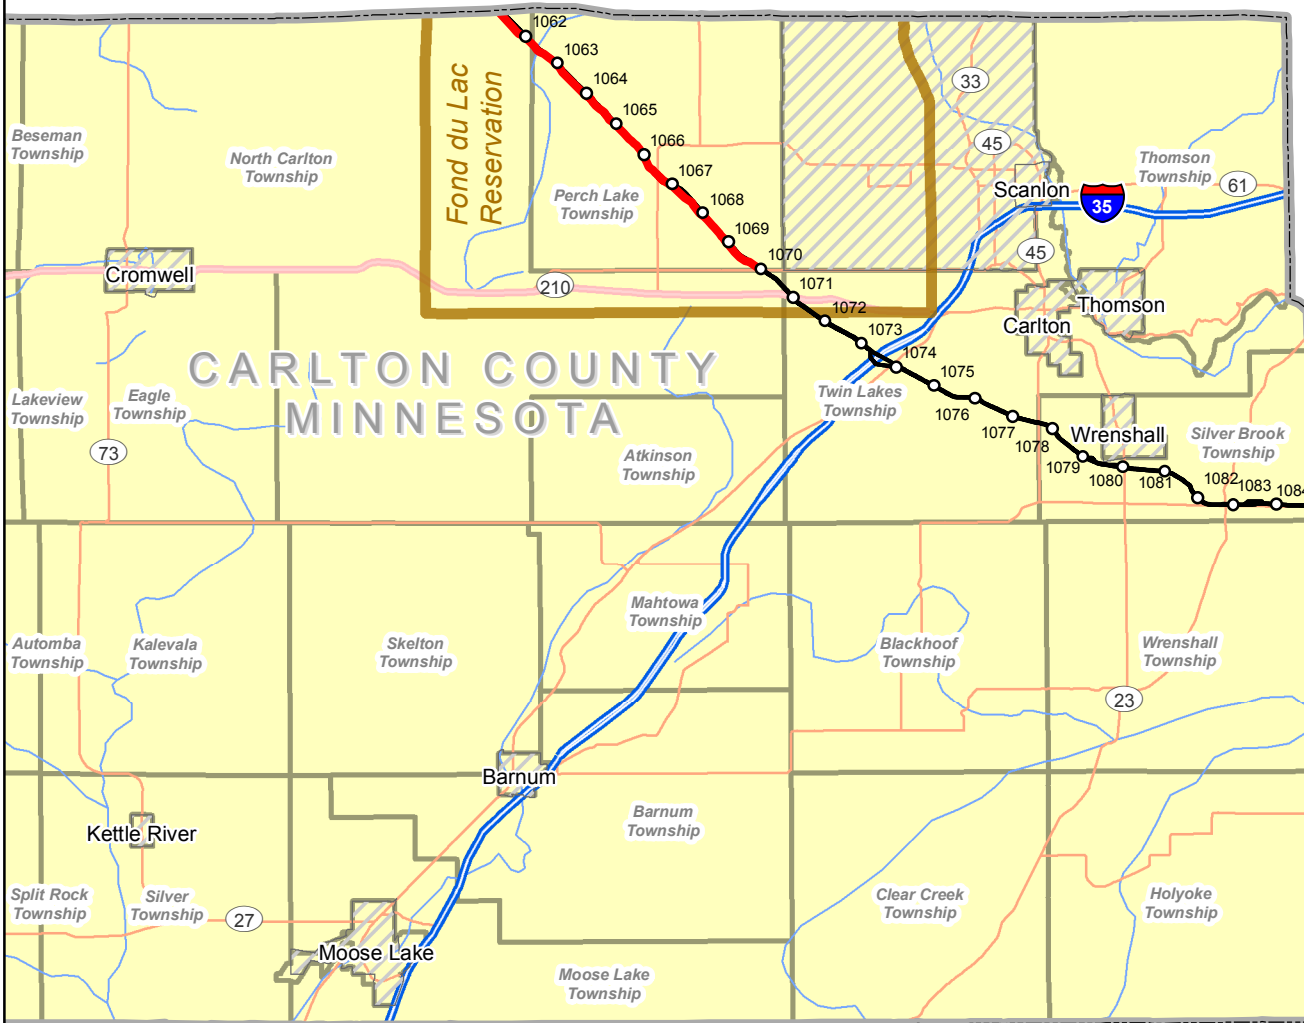 1062
1063
1064
1065
1066
1067
1068
1069
1070
1071
1072
1073
1074
1075
1076
1077
1078
1079
1080
1081
1082
1083
1084
Fond du Lac
Reservation
33
45
Beseman
Township
North Carlton
Township
Perch Lake
Township
Scanlon
Thomson
Township
61
35
45
Cromwell
210
Thomson
Carlton
CARLTON COUNTY
MINNESOTA
Lakeview
Township
Eagle
Township
Twin Lakes
Township
73
Atkinson
Township
Wrenshall
Silver Brook
Township
Automba
Township
Kalevala
Township
Skelton
Township
Mahtowa
Township
Blackhoof
Township
Wrenshall
Township
23
Barnum
Kettle River
Barnum
Township
Split Rock
Township
Silver
Township
27
Clear Creek
Township
Holyoke
Township
Moose Lake
Moose Lake
Township